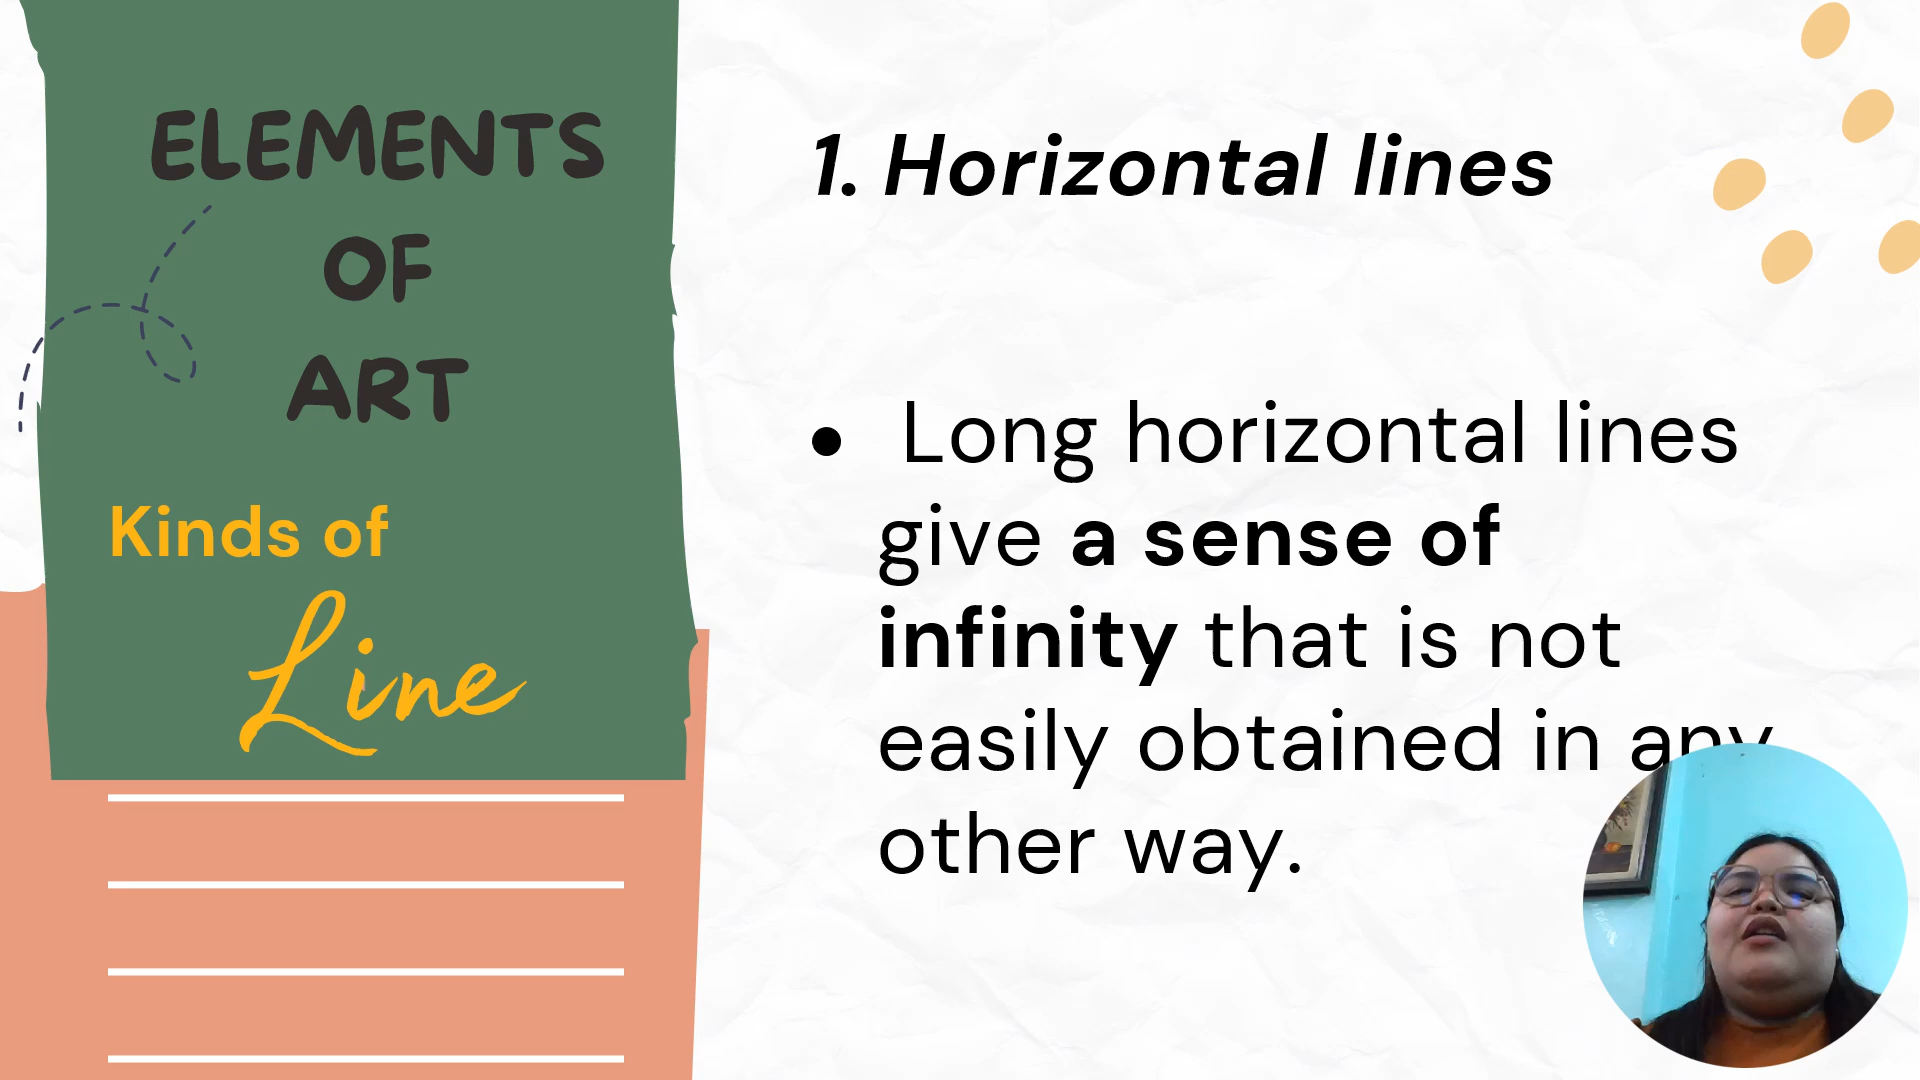 ELEMENTS
OF
ART
Kinds of
Line
1. Horizontal lines
• Long horizontal lines
give a sense of
infinity that is not
easily obtained in any
other way.